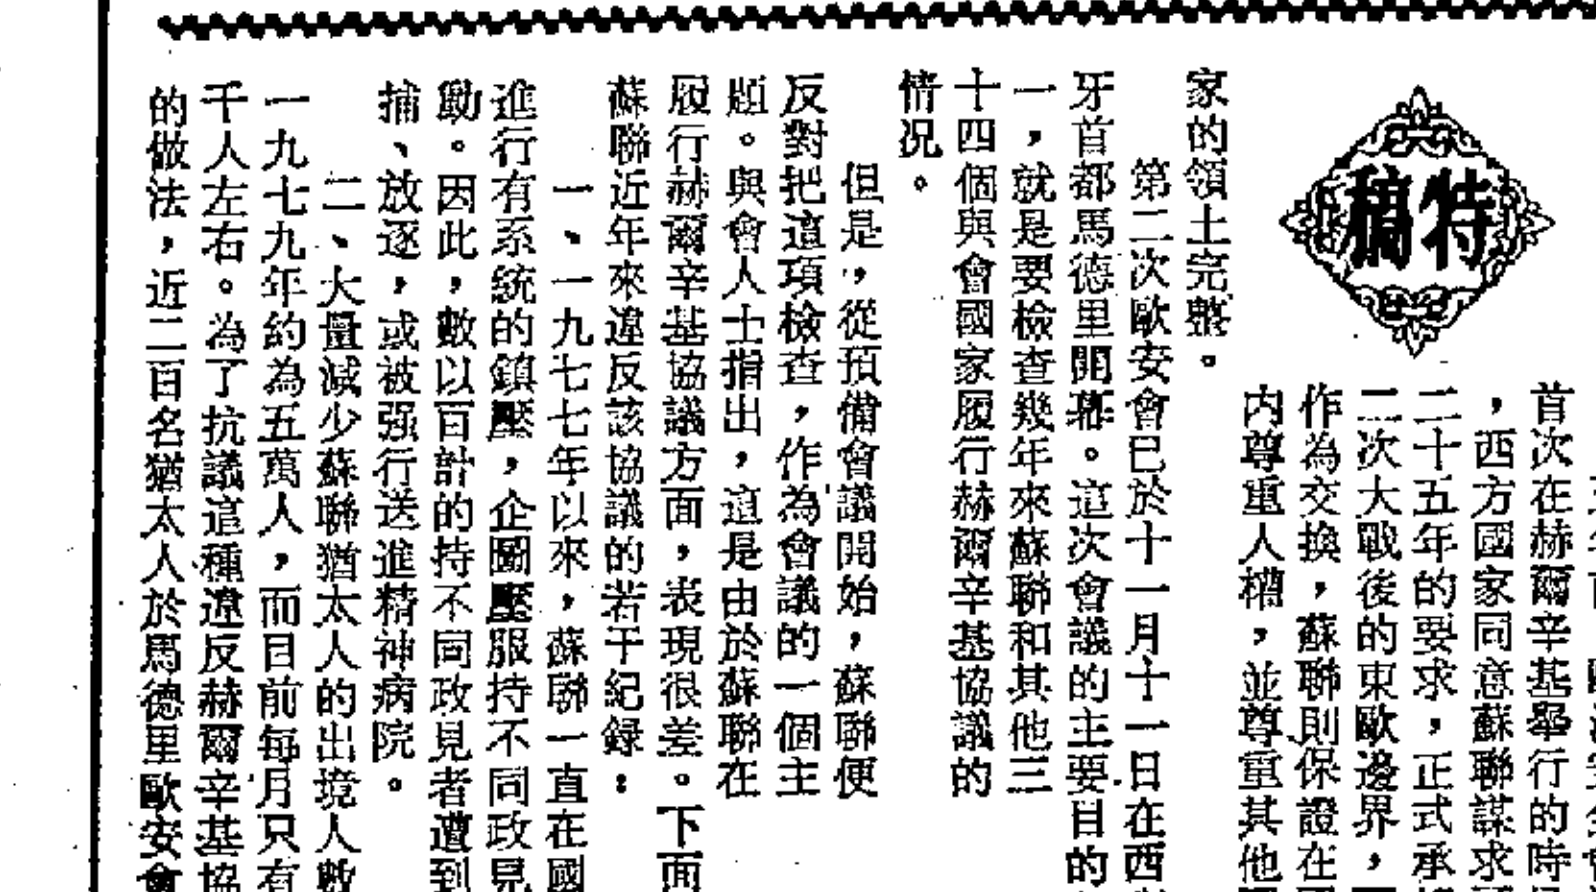 特稿
首次在赫爾辛基舉行的時
，西方國家同意蘇聯謀求
二十五年的要求，正式承
二次大戰後的東歐邊界，
作為交換，蘇聯則保證在
內尊重人權，並尊重其他
家的領土完整。
第二次歐安會已於十一月十一日在西
牙首都馬德里開幕。這次會議的主要目的
一，就是要檢查幾年來蘇聯和其他三
十四個與會國家履行赫爾辛基協議的
情況。
但是，從預備會議開始，蘇聯便
反對把這項檢查，作為會議的一個主
題。與會人士指出，這是由於蘇聯在
履行赫爾辛基協議方面，表現很差。下面
蘇聯近年來違反該協議的若干紀錄：
一、一九七七年以來，蘇聯一直在國
進行有系統的鎮壓，企圖壓服持不同政見
動。因此，數以百計的持不同政見者遭到
捕、放逐，或被强行送進精神病院。
二、大量減少蘇聯猶太人的出境人數
一九七九年約為五萬人，而目前每月只有
千人左右。為了抗議這種違反赫爾辛基協
的做法，近二百名猶太人於馬德里歐安會